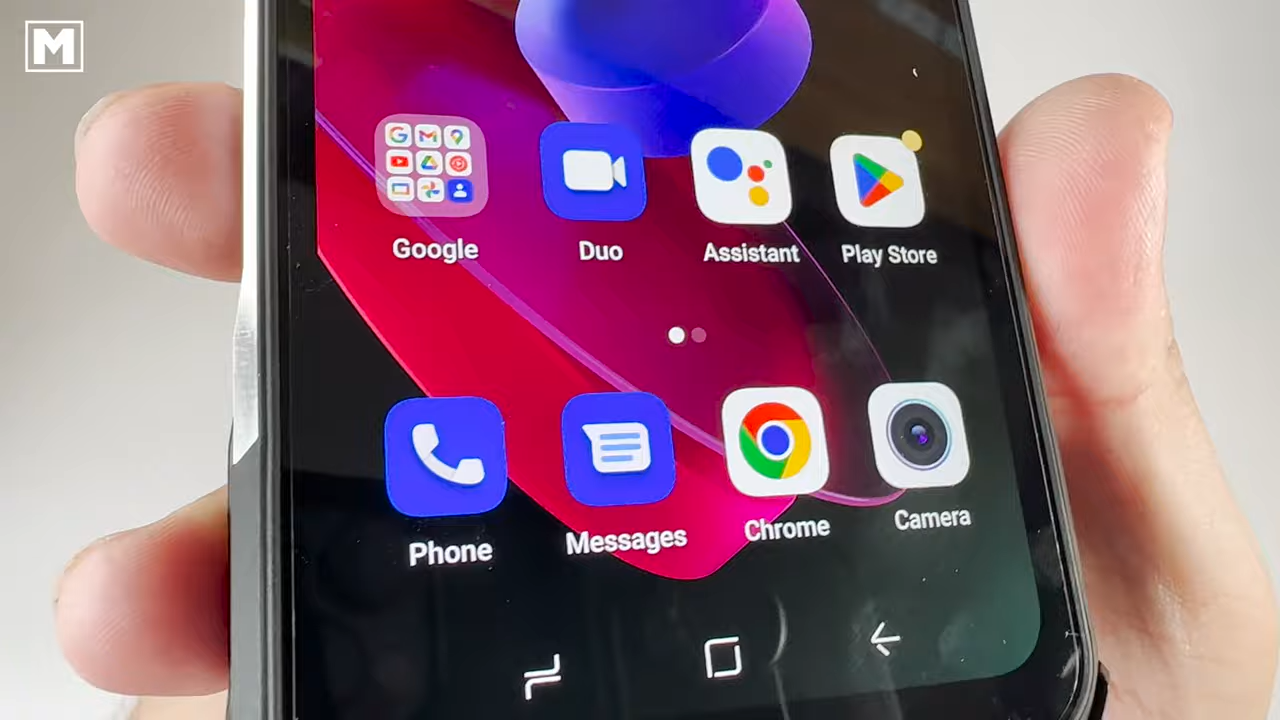 M
Google
Duo
Assistant
Play Store
Phone
Messages
Chrome
Camera